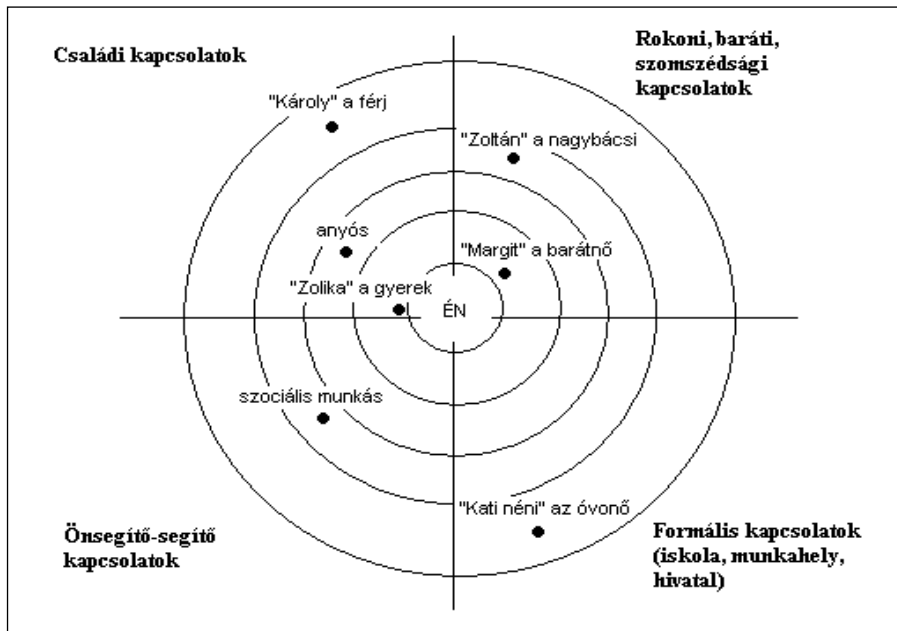 Családi kapcsolatok
Rokoni, baráti,
szomszédsági
kapcsolatok
"Károly" a férj
"Zoltán" a nagybácsi
anyós
"Margit" a barátnő
"Zolika" a gyerek
ÉN
szociális munkás
"Kati néni" az óvonő
Önsegítő-segítő
kapcsolatok
Formális kapcsolatok
(iskola, munkahely,
hivatal)